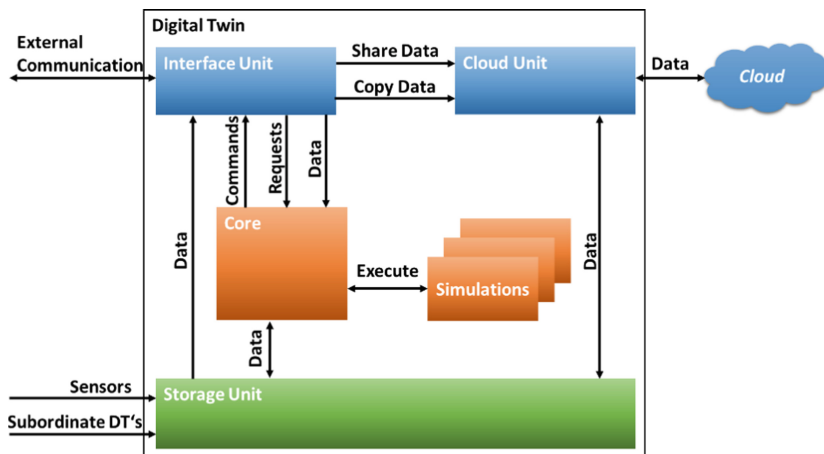 Digital Twin
External
Communication
Interface Unit
Share Data
Copy Data
Cloud Unit
Data
Cloud
Commands
Requests
Data
Data
Core
Execute
Simulations
Data
Data
Sensors
Storage Unit
Subordinate DT‘s